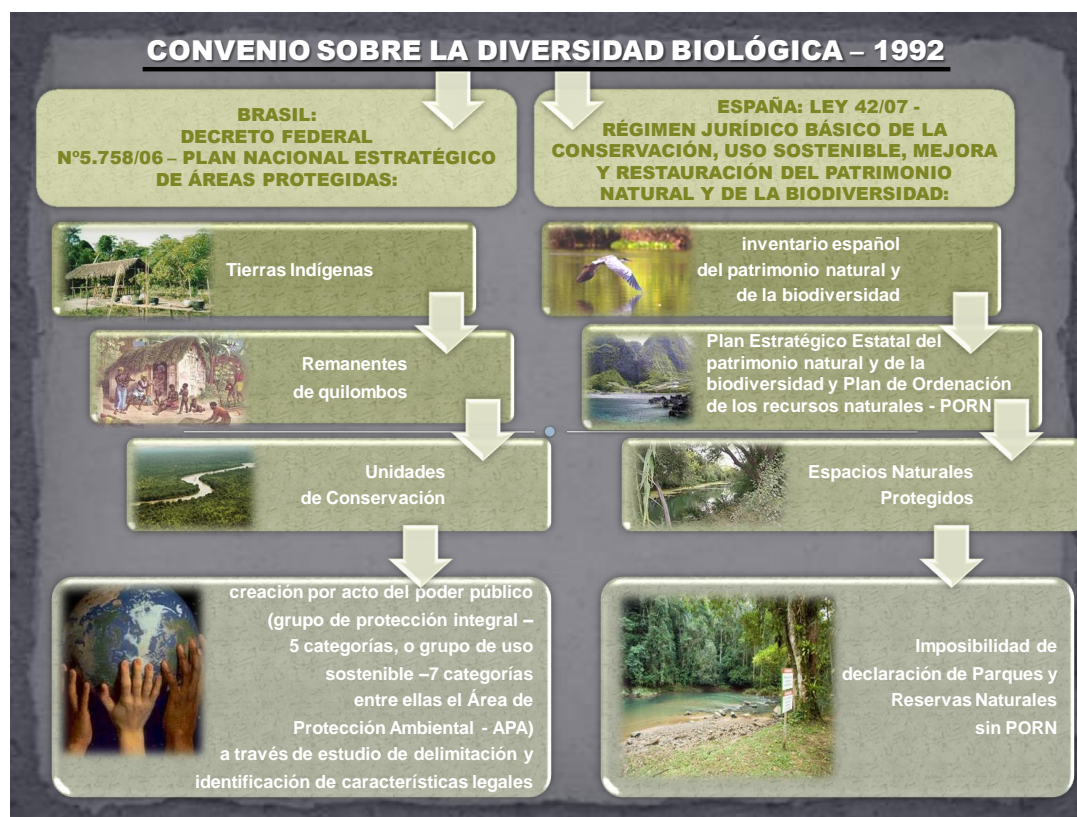 CONVENIO SOBRE LA DIVERSIDAD BIOLÓGICA – 1992
BRASIL:
DECRETO FEDERAL
Nº5.758/06 – PLAN NACIONAL ESTRATÉGICO
DE ÁREAS PROTEGIDAS:
Tierras Indígenas
Remanentes
de quilombos
Unidades
de Conservación
creación por acto del poder público
(grupo de protección integral –
5 categorías, o grupo de uso
sostenible –7 categorías
entre ellas el Área de
Protección Ambiental - APA)
a través de estudio de delimitación y
identificación de características legales
ESPAÑA: LEY 42/07 -
RÉGIMEN JURÍDICO BÁSICO DE LA
CONSERVACIÓN, USO SOSTENIBLE, MEJORA
Y RESTAURACIÓN DEL PATRIMONIO
NATURAL Y DE LA BIODIVERSIDAD:
inventario español
del patrimonio natural y
de la biodiversidad
Plan Estratégico Estatal del
patrimonio natural y de la
biodiversidad y Plan de Ordenación
de los recursos naturales - PORN
Espacios Naturales
Protegidos
Imposibilidad de
declaración de Parques y
Reservas Naturales
sin PORN